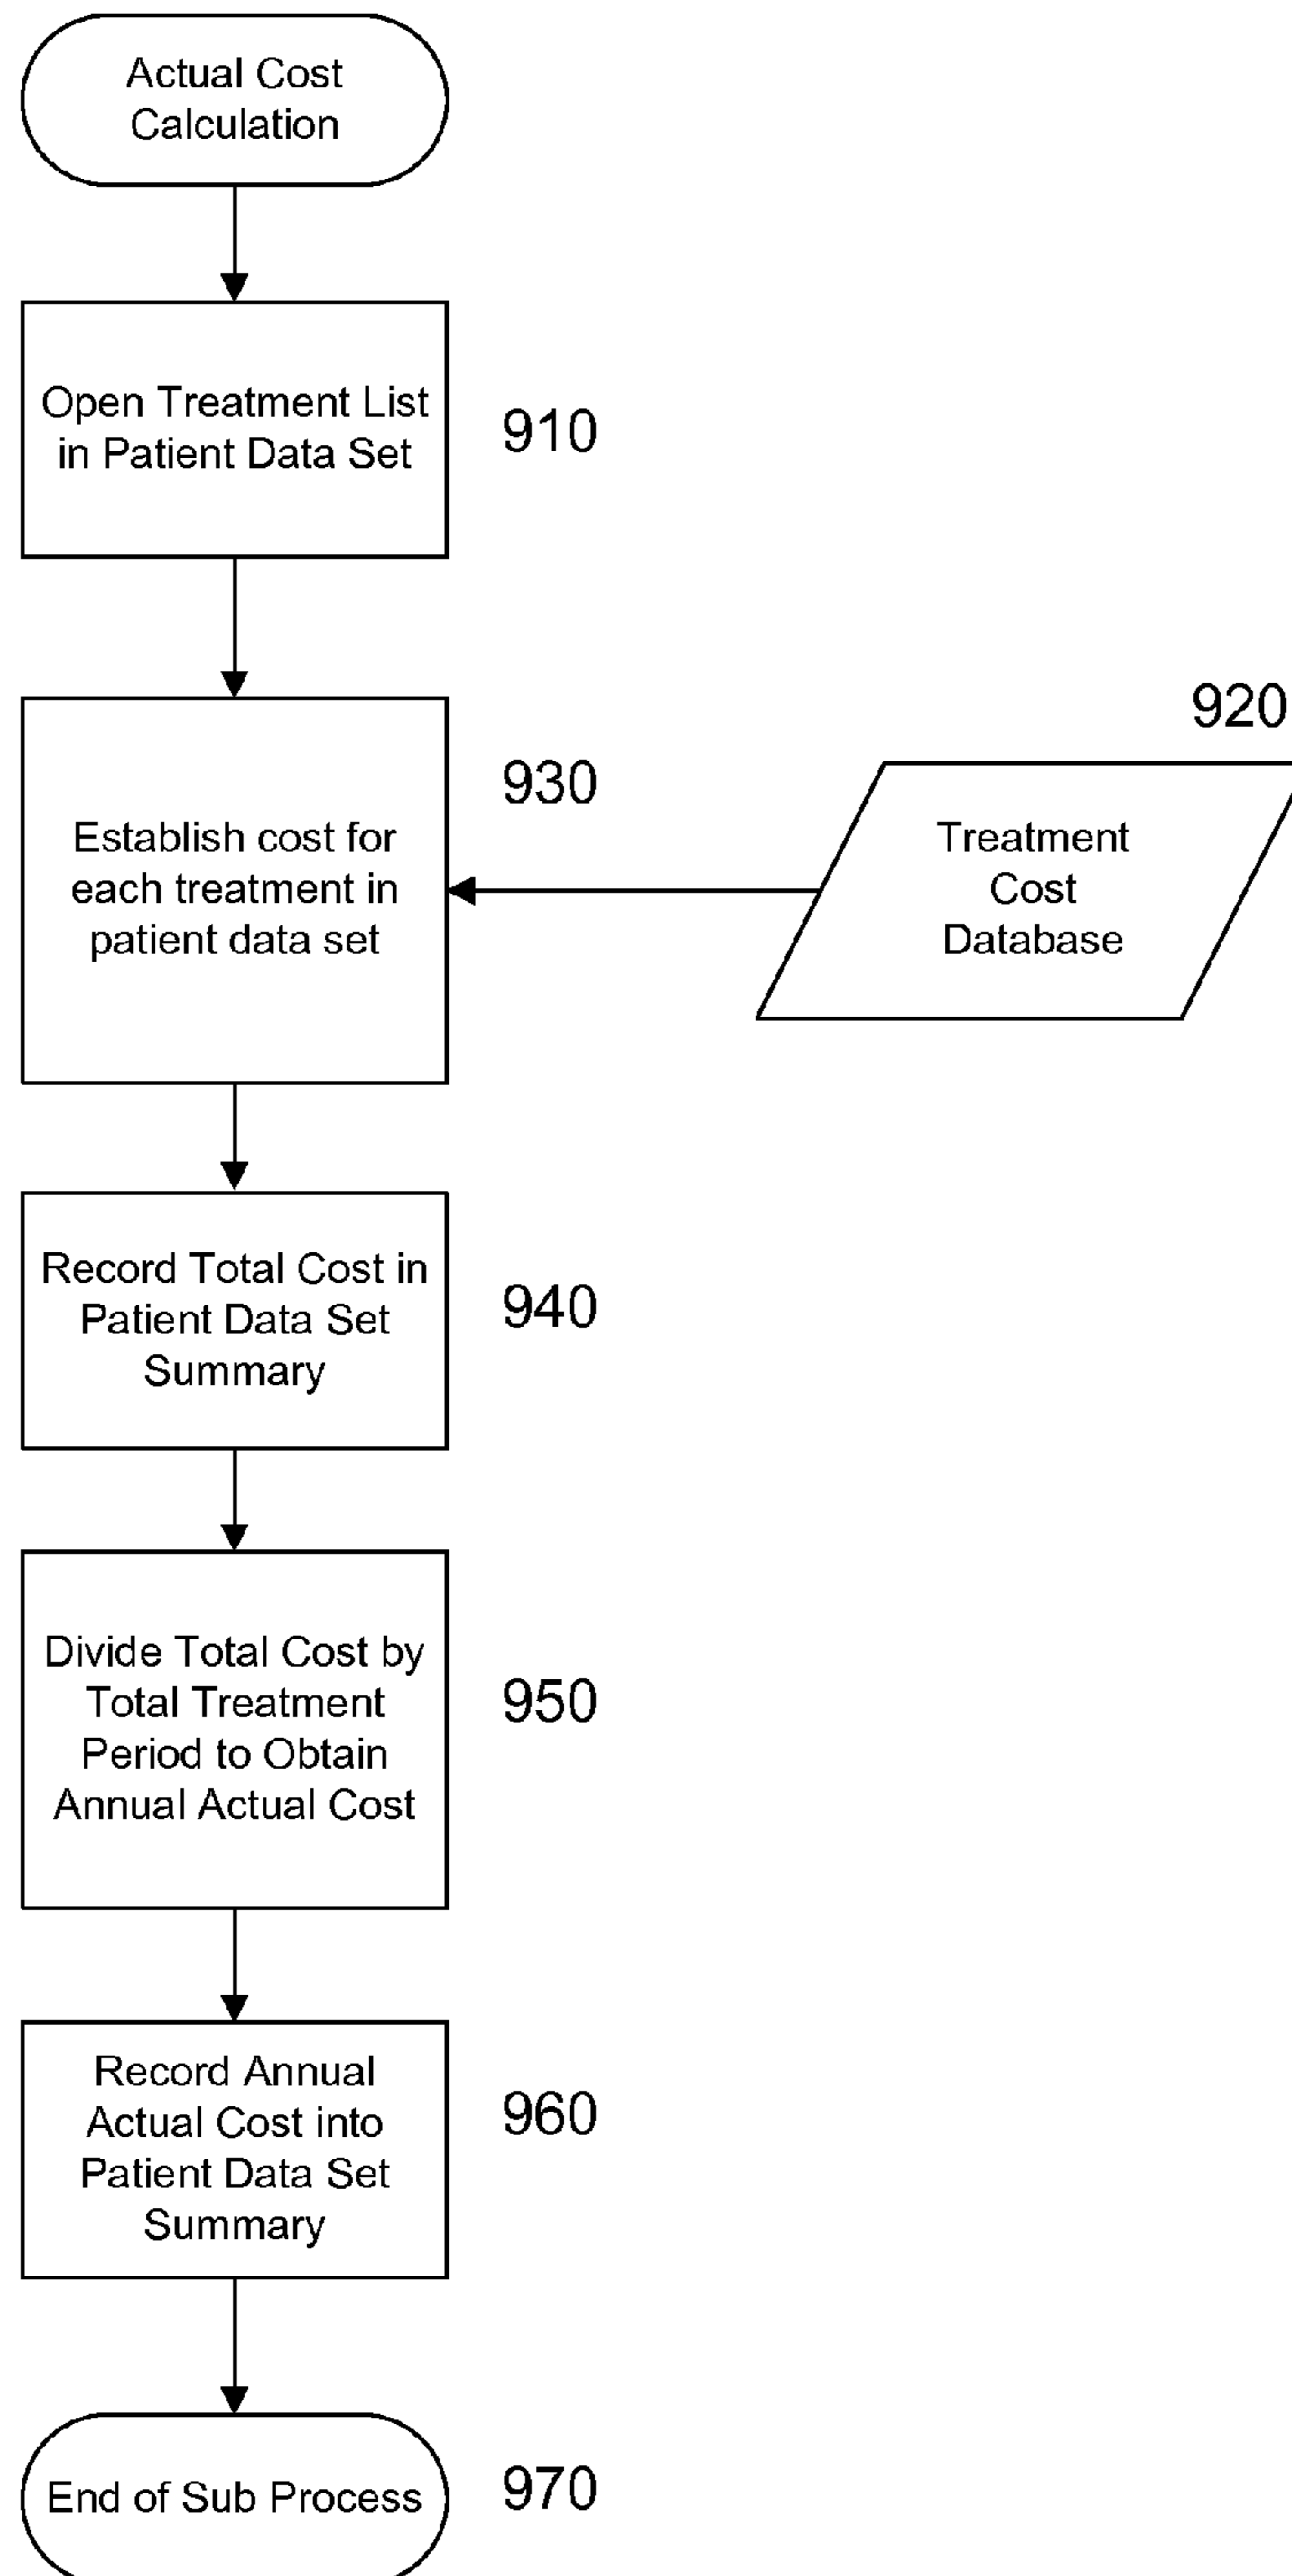 Actual Cost
Calculation
Open Treatment List
in Patient Data Set
910
920
930
Establish cost for
each treatment in
patient data set
Treatment
Cost
Database
Record Total Cost in
Patient Data Set
Summary
940
Divide Total Cost by
Total Treatment
Period to Obtain
Annual Actual Cost
950
Record Annual
Actual Cost into
Patient Data Set
Summary
960
End of Sub Process
970